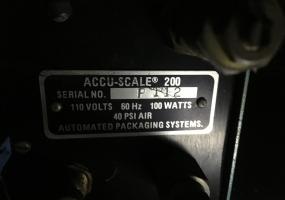 ACCU-SCALE® 200
SERIAL NO.
110 VOLTS 60 Hz 100 WATTS
40 PSI AIR
AUTOMATED PACKAGING SYSTEMS.